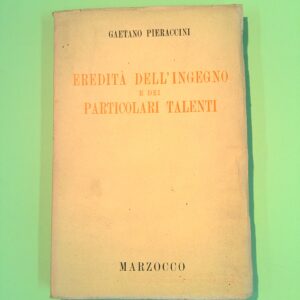 GAETANO PIERACCINI
EREDITÀ DELL'INGEGNO
E DEI
PARTICOLARI TALENTI
MARZOCCO